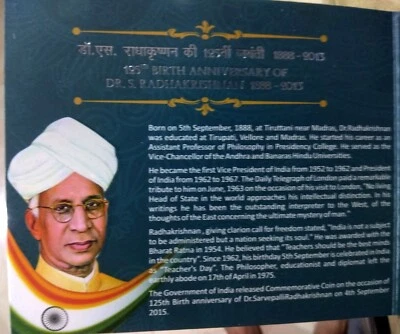 डॉ.एस. राधाकृष्णन की 125वीं जयंती 1888-2013
125TH BIRTH ANNIVERSARY OF
DR. S. RADHAKRISHNAN 1888-2013
Born on 5th September, 1888, at Tiruttani near Madras, Dr.Radhakrishnan
was educated at Tirupati, Vellore and Madras. He started his career as an
Assistant Professor of Philosophy in Presidency College. He served as the
Vice-Chancellor of the Andhra and Banaras Hindu Universities.
He became the first Vice President of India from 1952 to 1962 and President
of India from 1962 to 1967. The Daily Telegraph of London paid a remarkable
tribute to him on June, 1963 on the occasion of his visit to London, "No living
Head of State in the world approaches his intellectual distinction. In his
writings he has been the outstanding interpreter to the West, of the
thoughts of the East concerning the ultimate mystery of man."
Radhakrishnan , giving clarion call for freedom stated, "India is not a subject
to be administered but a nation seeking its soul." He was awarded with the
Bharat Ratna in 1954. He believed that "Teachers should be the best minds
in the country". Since 1962, his birthday 5th September is celebrated in India
as "Teacher's Day". The Philosopher, educationist and diplomat left the
earthly abode on 17th of April in 1975.
The Government of India released Commemorative Coin on the occasion of
125th Birth anniversary of Dr.SarvepalliRadhakrishnan on 4th September
2015.